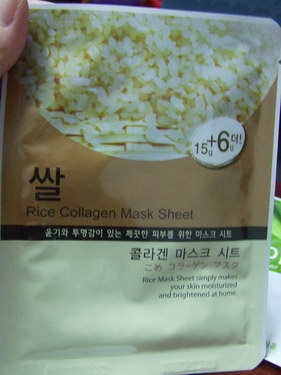 15g+6g더!
쌀
Rice Collagen Mask Sheet
윤기와 투명감이 있는 깨끗한 피부를 위한 마스크 시트
콜라겐 마스크 시트
こめ コラーゲン マスク
Rice Mask Sheet simply makes
your skin moisturized
and brightened at home.